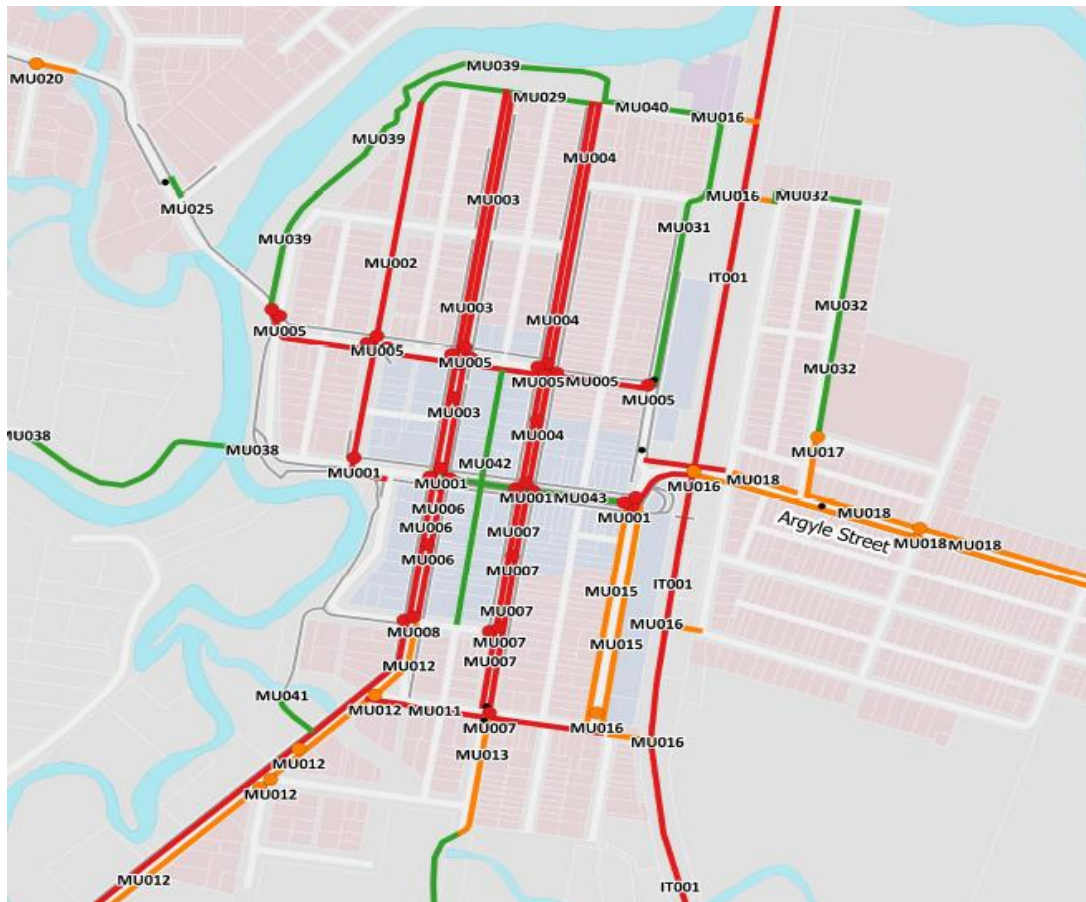 MU039
MU020
MU029
MU040
MU016
MU039
MU004
MU025
MU003
MU016
MU032
MU031
MU039
MU002
IT001
MU032
MU003
MU004
MU005
MU005
MU005
MU005
MU005
MU005
MU032
MU003
MU004
MU038
MU038
MU017
MU042
MU001
MU001
MU001
MU043
MU001
MU016
MU018
MU018
MU018
MU018
Argyle Street
MU006
MU006
MU006
MU007
MU007
MU015
IT001
MU007
MU008
MU007
MU015
MU016
MU012
MU007
MU041
MU012
MU011
MU007
MU016
MU016
MU013
MU012
MU012
MU012
IT001